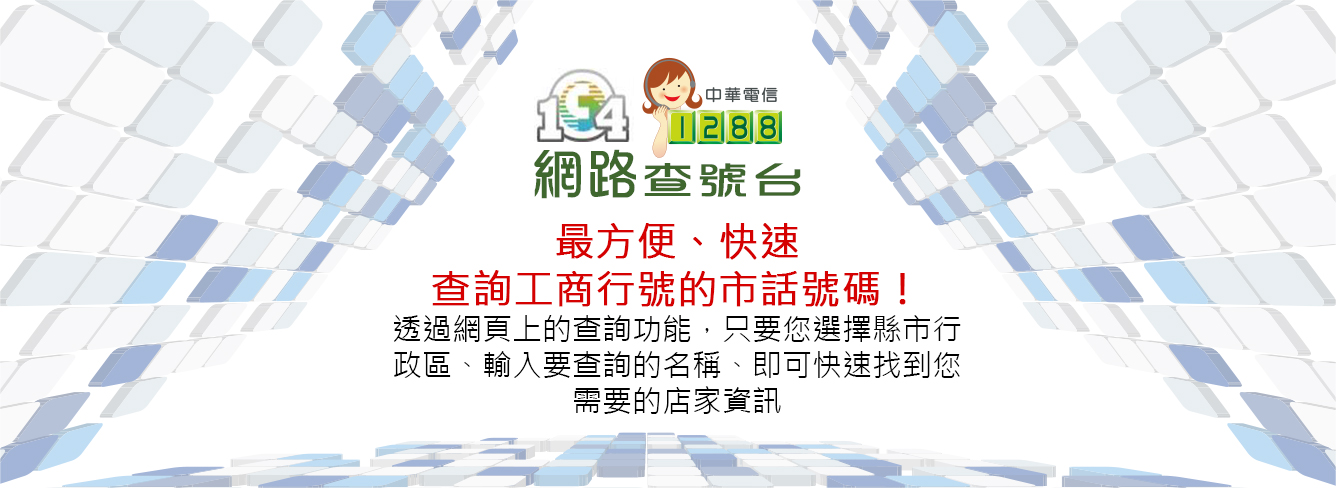 104
中華電信
1288
網路查號台
最方便、快速
查詢工商行號的市話號碼！
透過網頁上的查詢功能，只要您選擇縣市行
政區、輸入要查詢的名稱、即可快速找到您
需要的店家資訊